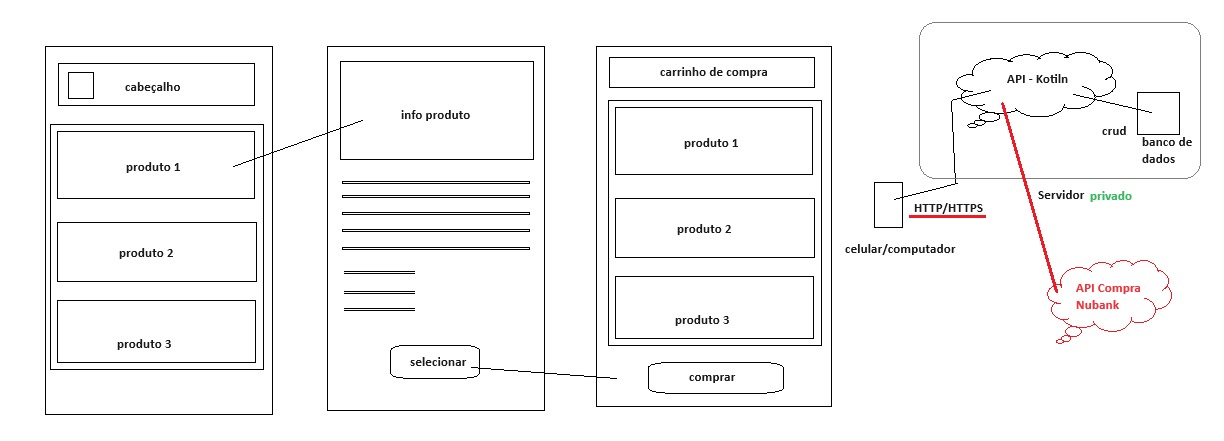 cabeçalho
produto 1
produto 2
produto 3
info produto
selecionar
carrinho de compra
produto 1
produto 2
produto 3
comprar
API - Kotiln
crud
banco de
dados
Servidor privado
HTTP/HTTPS
celular/computador
API Compra
Nubank